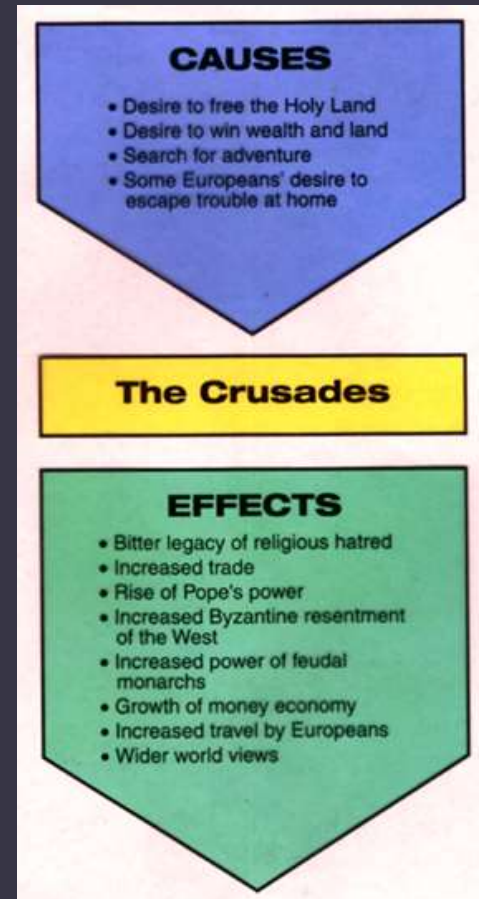 CAUSES
• Desire to free the Holy Land
• Desire to win wealth and land
• Search for adventure
• Some Europeans' desire to
escape trouble at home
The Crusades
EFFECTS
• Bitter legacy of religious hatred
• Increased trade
• Rise of Pope's power
• Increased Byzantine resentment
of the West
• Increased power of feudal
monarchs
• Growth of money economy
• Increased travel by Europeans
• Wider world views